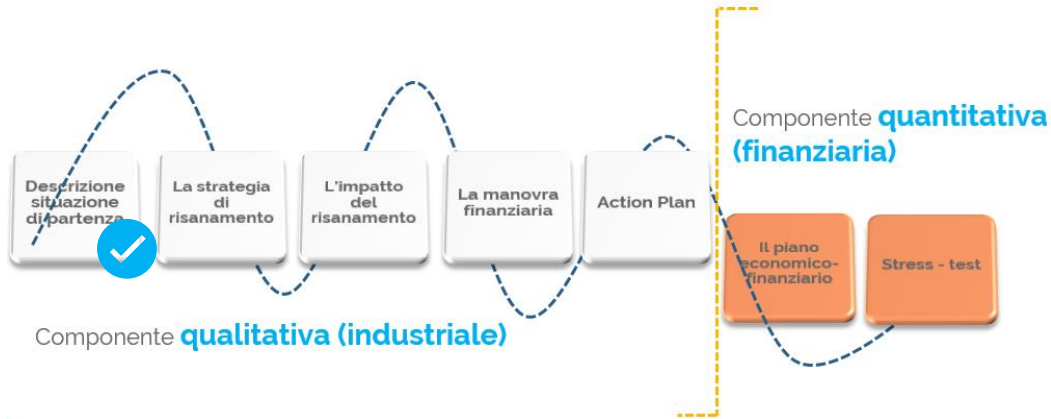 Descrizione
situazione
di partenza
La strategia
di
risanamento
L'impatto
del
risanamento
La manovra
finanziaria
Action Plan
Componente quantitativa
(finanziaria)
Il piano
economico-
finanziario
Stress - test
Componente qualitativa (industriale)